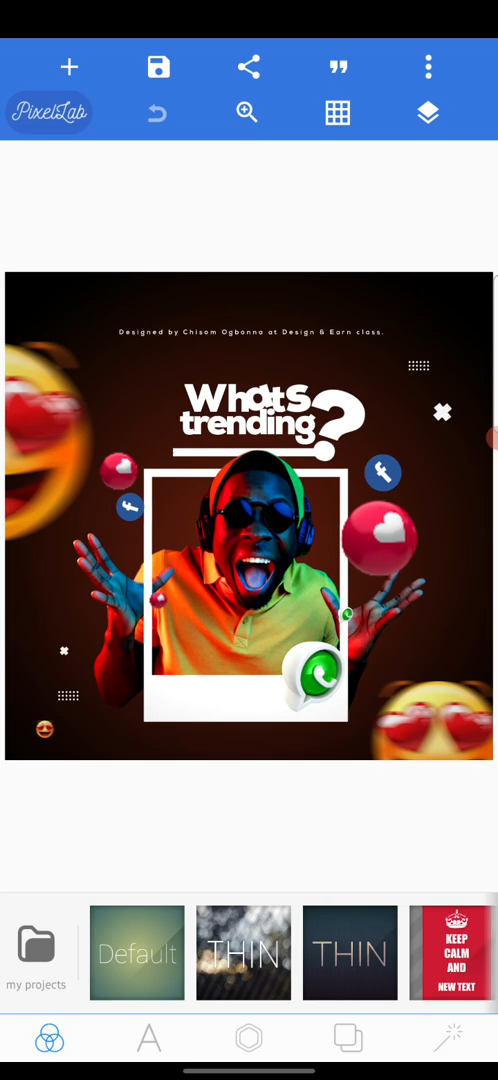 PixelLab
Designed by Chisom Ogbonna at Design & Earn class.
Whats
trending?
my projects
Default
THIN
THIN
KEEP
CALM
AND
NEW TEXT
A